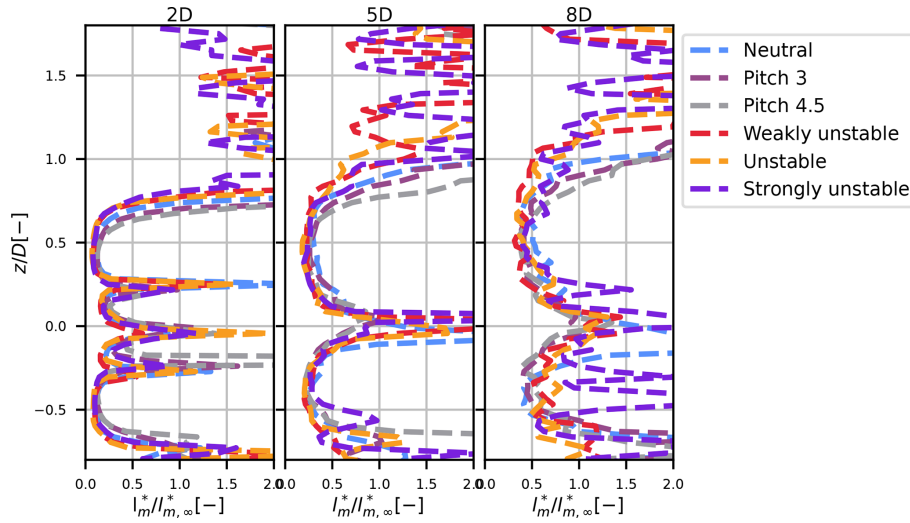 2D 5D 8D
Neutral
Pitch 3
Pitch 4.5
Weakly unstable
Unstable
Strongly unstable
z/D[−]
1.5
1.0
0.5
0.0
−0.5
0.0 0.5 1.0 1.5 2.0 0.0 0.5 1.0 1.5 2.0 0.0 0.5 1.0 1.5 2.0
l*m/l*m,∞[−] l*m/l*m,∞[−] l*m/l*m,∞[−]